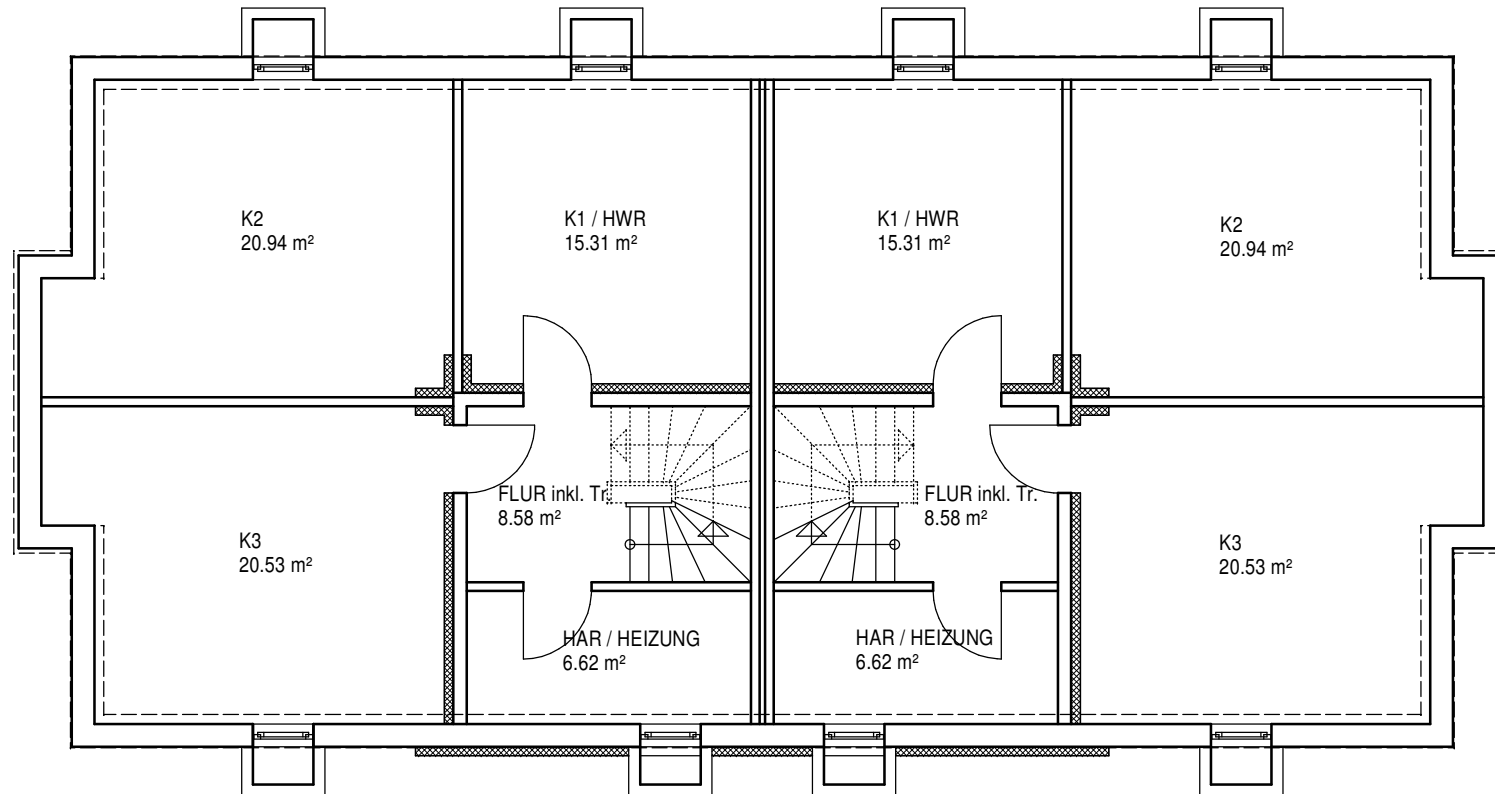 K2
20.94 m²
K1 / HWR
15.31 m²
K1 / HWR
15.31 m²
K2
20.94 m²
FLUR inkl. Tr.
8.58 m²
FLUR inkl. Tr.
8.58 m²
K3
20.53 m²
K3
20.53 m²
HAR / HEIZUNG
6.62 m²
HAR / HEIZUNG
6.62 m²